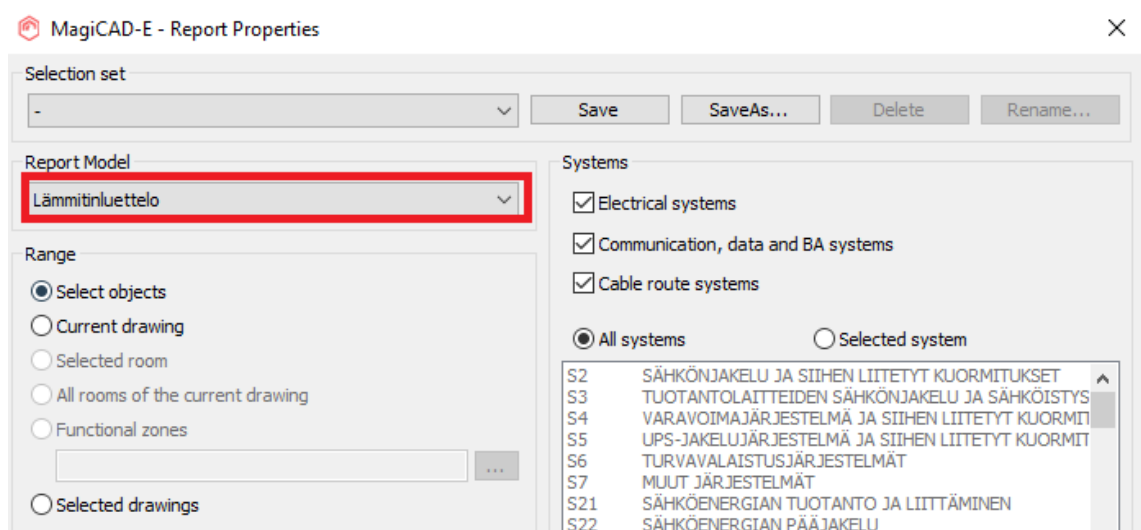 MagiCAD-E - Report Properties
Selection set
-
Save
SaveAs...
Delete
Rename...
Report Model
Lämmitinluettelo
Range
Select objects
Current drawing
Selected room
All rooms of the current drawing
Functional zones
...
Selected drawings
Systems
Electrical systems
Communication, data and BA systems
Cable route systems
All systems
Selected system
S2 SÄHKÖNJAKELU JA SIIHEN LIITETYT KUORMITUKSET
S3 TUOTANTOLAITTEIDEN SÄHKÖNJAKELU JA SÄHKÖISTYS
S4 VARAVOIMAJÄRJESTELMÄ JA SIIHEN LIITETYT KUORMIT
S5 UPS-JAKELUJÄRJESTELMÄ JA SIIHEN LIITETYT KUORMIT
S6 TURVAVALAISTUSJÄRJESTELMÄT
S7 MUUT JÄRJESTELMÄT
S21 SÄHKÖENERGIAN TUOTANTO JA LIITTÄMINEN
S22 SÄHKÖENERGIAN PÄÄJAKELU